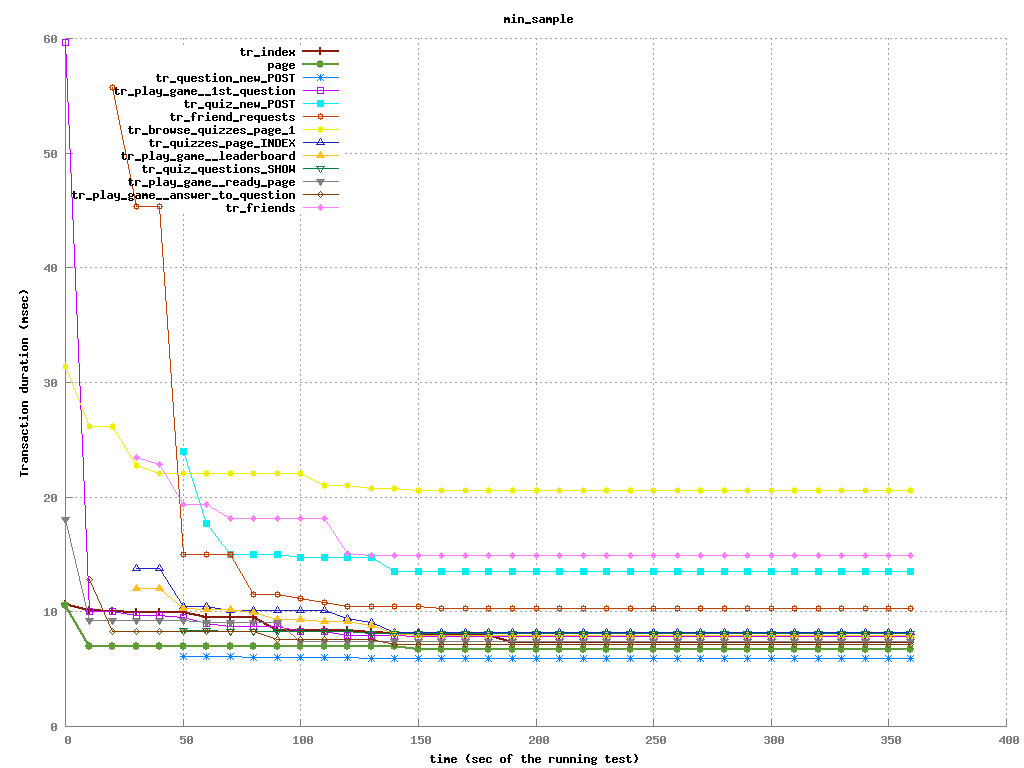 min_sample
60
50
40
30
20
10
0
Transaction duration (msec)
tr_index
page
tr_question_new_POST
tr_play_game__1st_question
tr_quiz_new_POST
tr_friend_requests
tr_browse_quizzes_page_1
tr_quizzes_page_INDEX
tr_play_game__leaderboard
tr_quiz_questions_SHOW
tr_play_game__ready_page
tr_play_game__answer_to_question
tr_friends
0 50 100 150 200 250 300 350 400
time (sec of the running test)